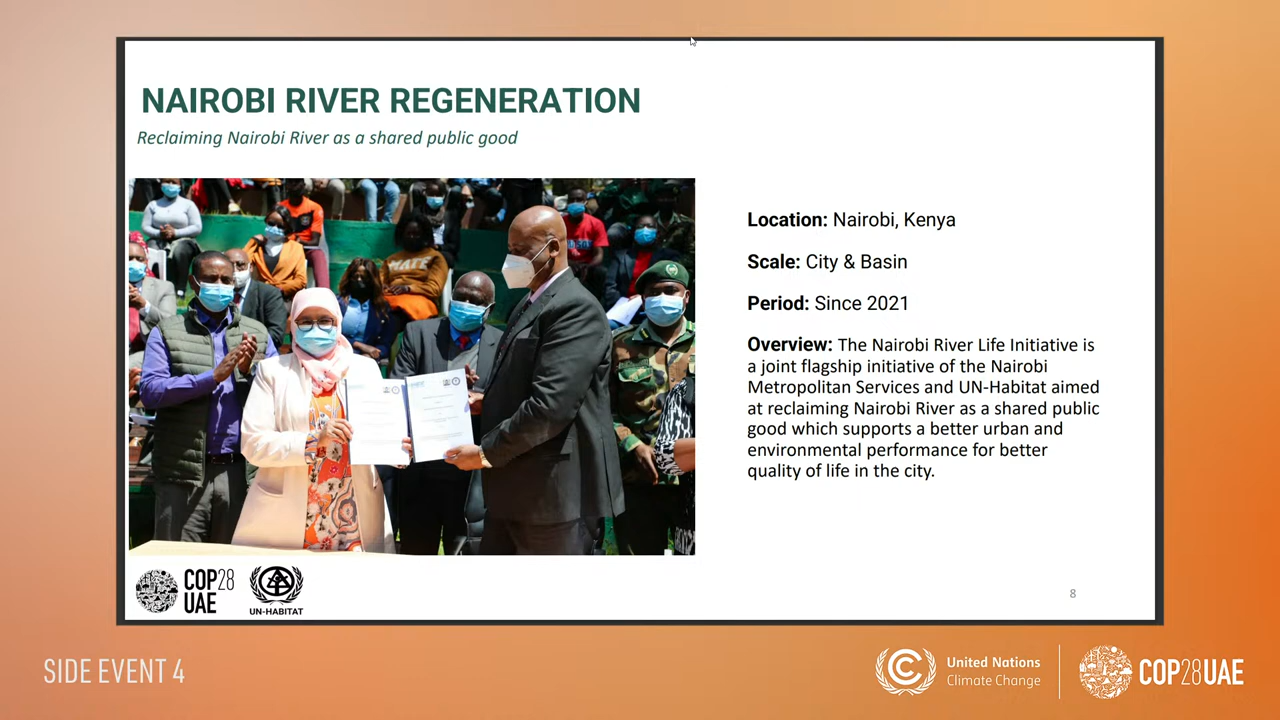 NAIROBI RIVER REGENERATION
Reclaiming Nairobi River as a shared public good
MATE
Location: Nairobi, Kenya
Scale: City & Basin
Period: Since 2021
Overview: The Nairobi River Life Initiative is
a joint flagship initiative of the Nairobi
Metropolitan Services and UN-Habitat aimed
at reclaiming Nairobi River as a shared public
good which supports a better urban and
environmental performance for better
quality of life in the city.
COP28
UAE
UN-HABITAT
8
SIDE EVENT 4
United Nations
Climate Change
COP28UAE